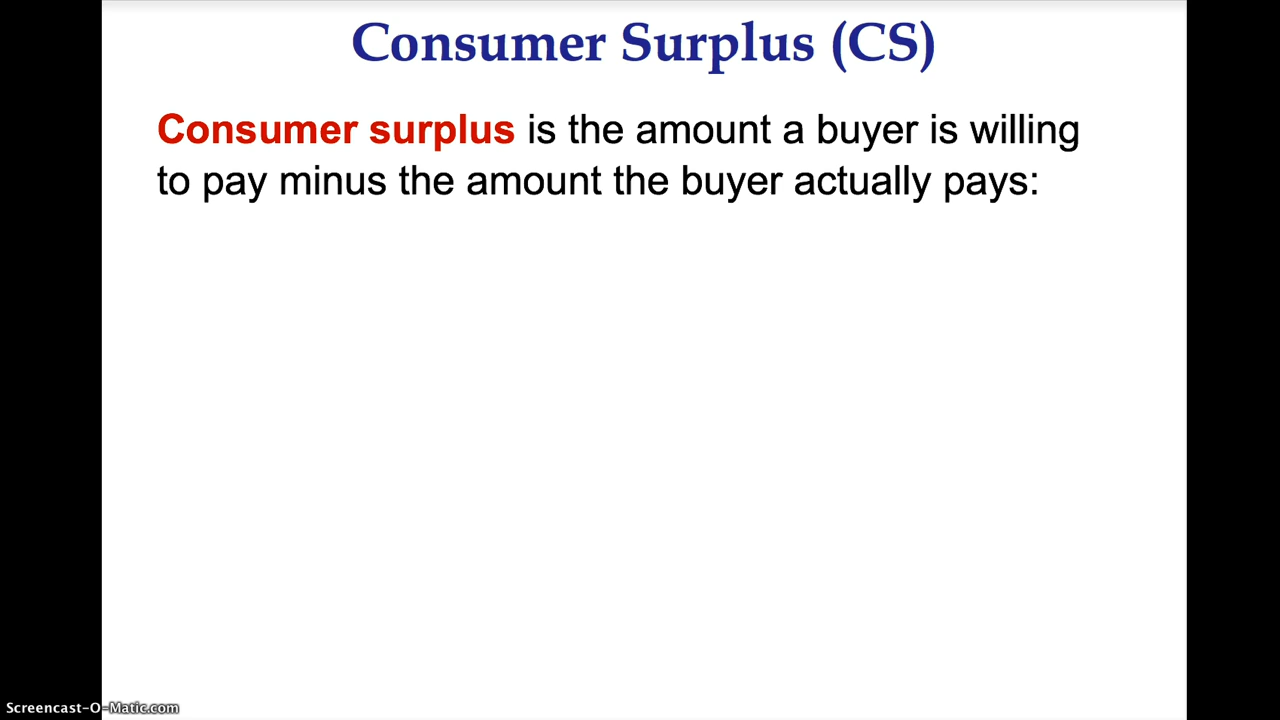 Consumer Surplus (CS)
Consumer surplus is the amount a buyer is willing
to pay minus the amount the buyer actually pays:
Screencast-O-Matic.com